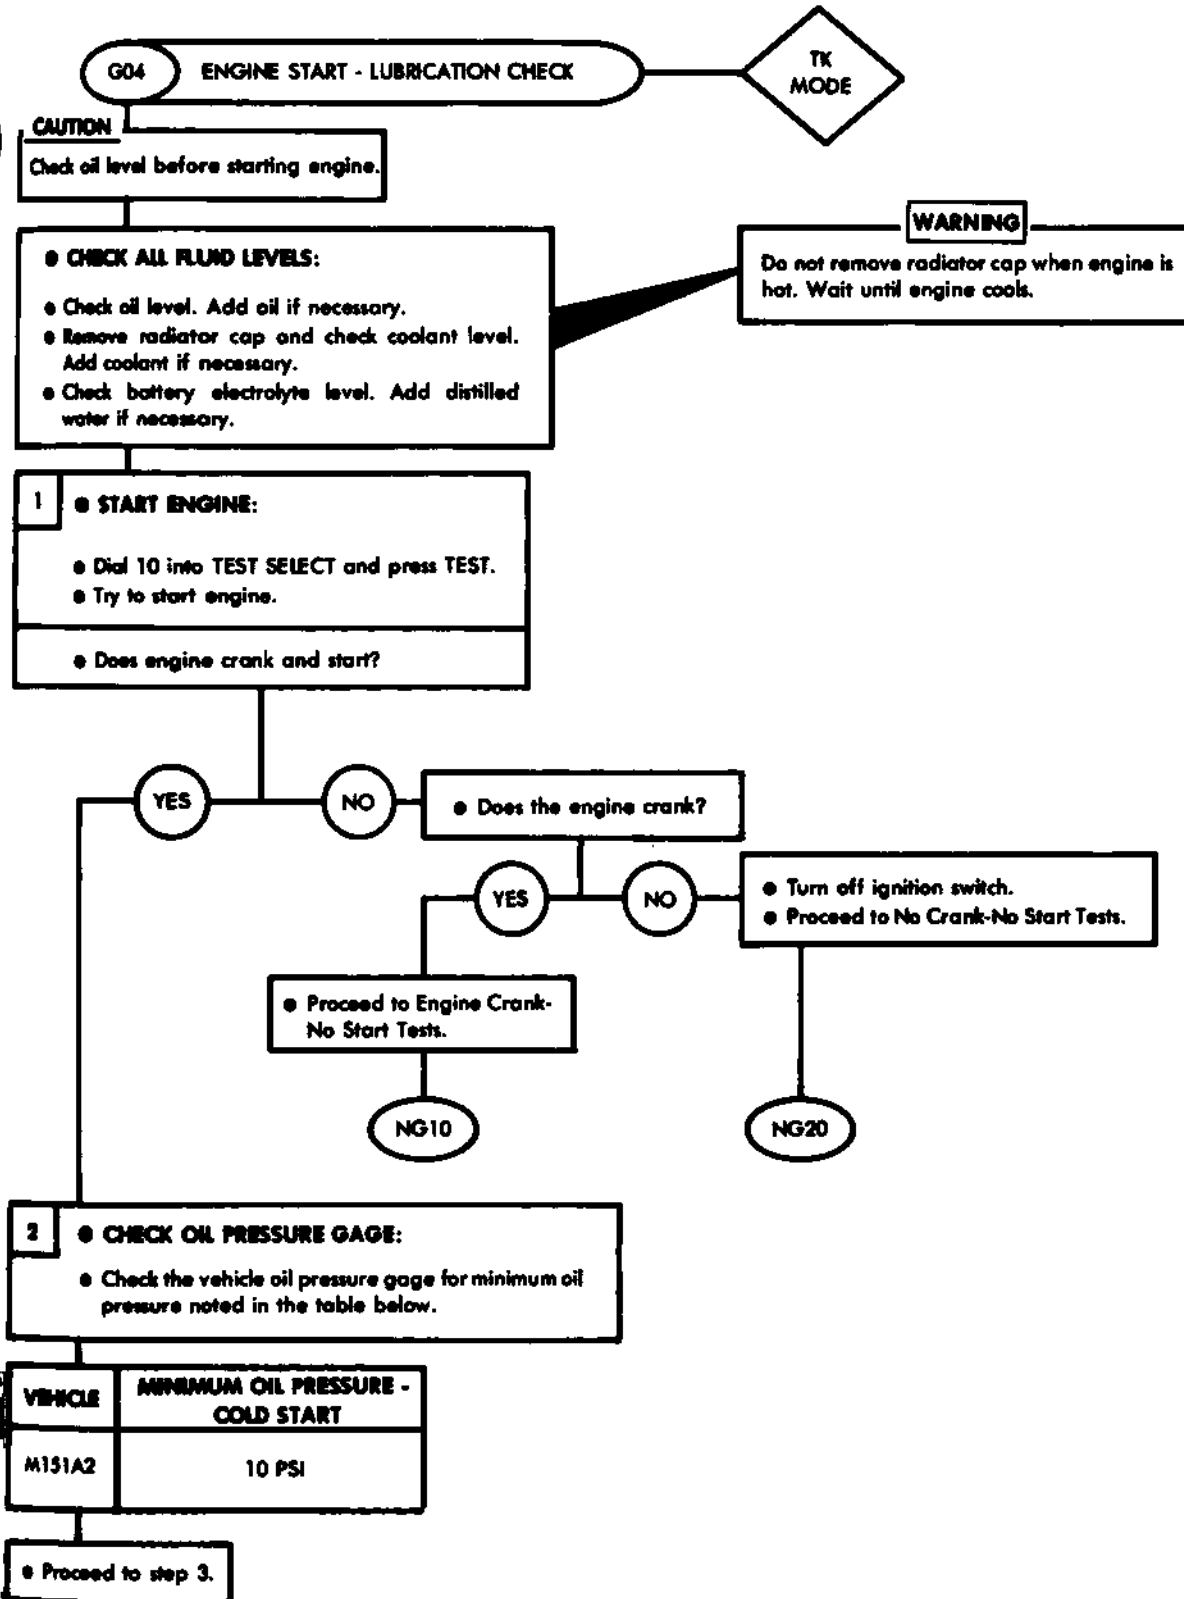 G04 ENGINE START - LUBRICATION CHECK
TK
MODE
CAUTION
Check oil level before starting engine.
WARNING
Do not remove radiator cap when engine is
hot. Wait until engine cools.
● CHECK ALL FLUID LEVELS:
● Check oil level. Add oil if necessary.
● Remove radiator cap and check coolant level.
Add coolant if necessary.
● Check battery electrolyte level. Add distilled
water if necessary.
1 ● START ENGINE:
● Dial 10 into TEST SELECT and press TEST.
● Try to start engine.
● Does engine crank and start?
YES
NO
● Does the engine crank?
YES
NO
● Turn off ignition switch.
● Proceed to No Crank-No Start Tests.
● Proceed to Engine Crank-
No Start Tests.
NG10
NG20
2 ● CHECK OIL PRESSURE GAGE:
● Check the vehicle oil pressure gage for minimum oil
pressure noted in the table below.
VEHICLE
MINIMUM OIL PRESSURE -
COLD START
M151A2
10 PSI
● Proceed to step 3.